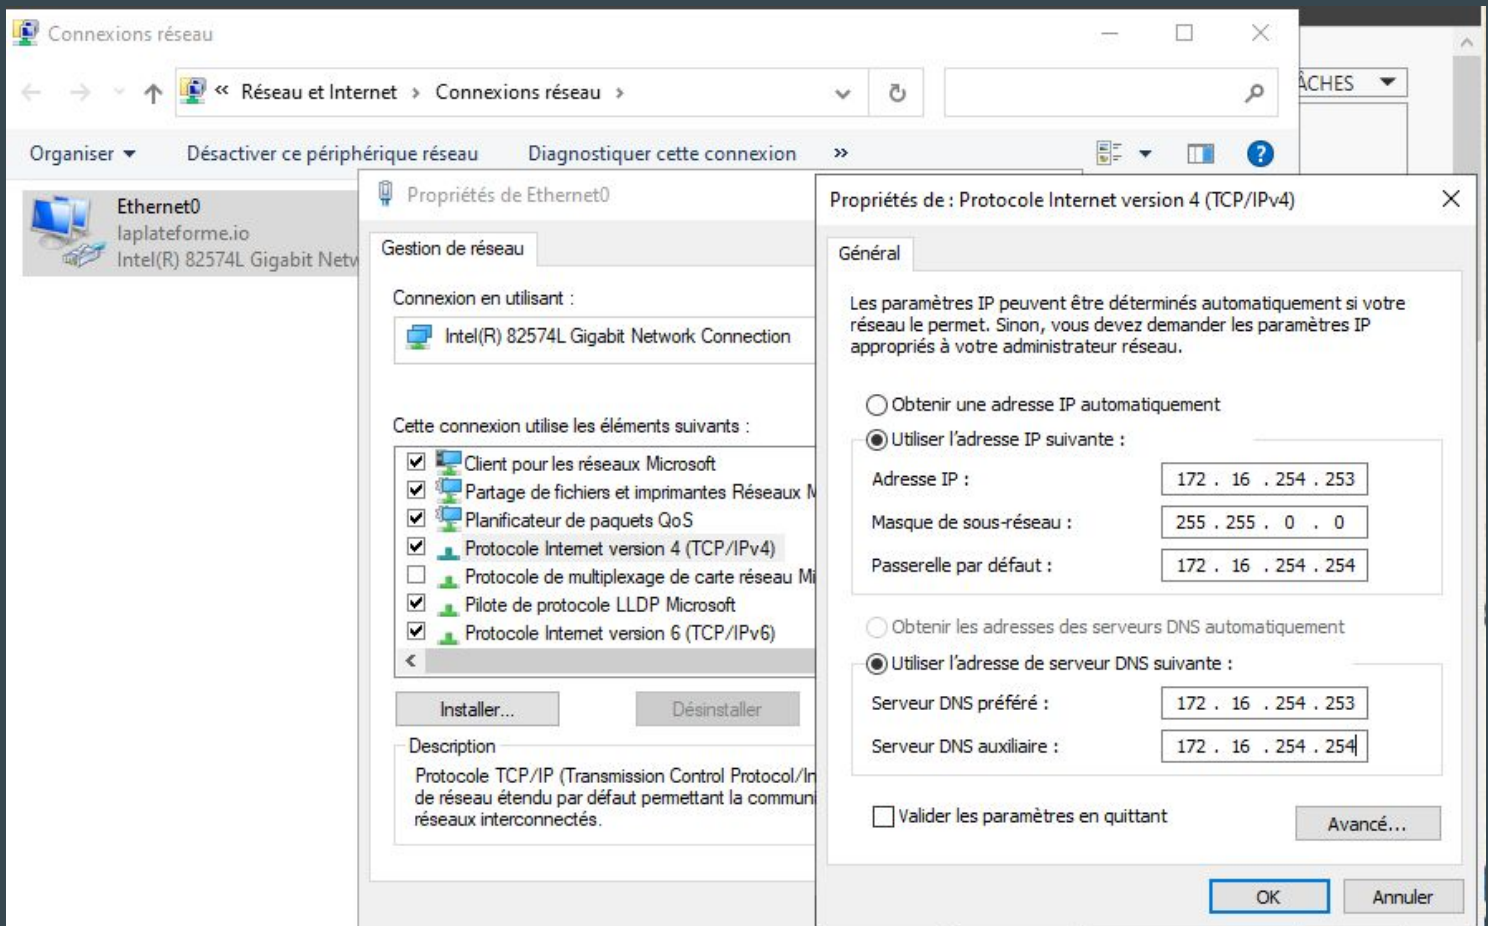 Connexions réseau
« Réseau et Internet > Connexions réseau >
ÂCHES
Organiser Désactiver ce périphérique réseau Diagnostiquer cette connexion »
Ethernet0
laplateforme.io
Intel(R) 82574L Gigabit Netw
Propriétés de Ethernet0
Gestion de réseau
Connexion en utilisant :
Intel(R) 82574L Gigabit Network Connection
Cette connexion utilise les éléments suivants :
Client pour les réseaux Microsoft
Partage de fichiers et imprimantes Réseaux M
Planificateur de paquets QoS
Protocole Internet version 4 (TCP/IPv4)
Protocole de multiplexage de carte réseau Mi
Pilote de protocole LLDP Microsoft
Protocole Internet version 6 (TCP/IPv6)
Installer... Désinstaller
Description
Protocole TCP/IP (Transmission Control Protocol/In
de réseau étendu par défaut permettant la communi
réseaux interconnectés.
Propriétés de : Protocole Internet version 4 (TCP/IPv4)
Général
Les paramètres IP peuvent être déterminés automatiquement si votre
réseau le permet. Sinon, vous devez demander les paramètres IP
appropriés à votre administrateur réseau.
Obtenir une adresse IP automatiquement
Utiliser l'adresse IP suivante :
Adresse IP : 172 . 16 . 254 . 253
Masque de sous-réseau : 255 . 255 . 0 . 0
Passerelle par défaut : 172 . 16 . 254 . 254
Obtenir les adresses des serveurs DNS automatiquement
Utiliser l'adresse de serveur DNS suivante :
Serveur DNS préféré : 172 . 16 . 254 . 253
Serveur DNS auxiliaire : 172 . 16 . 254 . 254
Valider les paramètres en quittant
Avancé...
OK Annuler